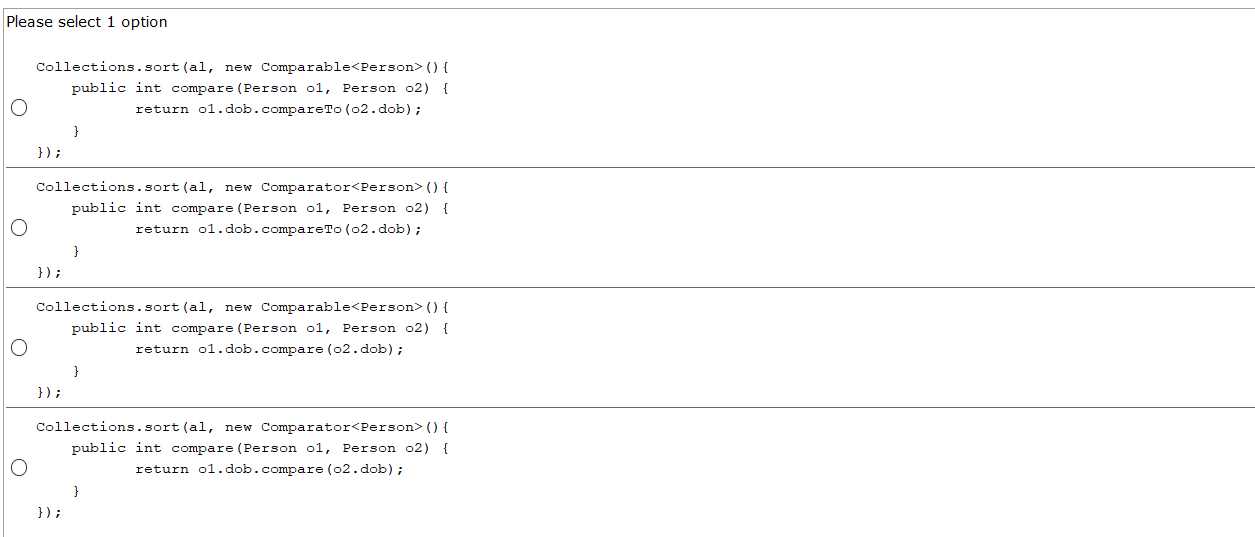 Please select 1 option
Collections.sort(al, new Comparable<Person>(){
public int compare(Person o1, Person o2) {
return o1.dob.compareTo(o2.dob);
}
});
Collections.sort(al, new Comparator<Person>(){
public int compare(Person o1, Person o2) {
return o1.dob.compareTo(o2.dob);
}
});
Collections.sort(al, new Comparable<Person>(){
public int compare(Person o1, Person o2) {
return o1.dob.compare(o2.dob);
}
});
Collections.sort(al, new Comparator<Person>(){
public int compare(Person o1, Person o2) {
return o1.dob.compare(o2.dob);
}
});